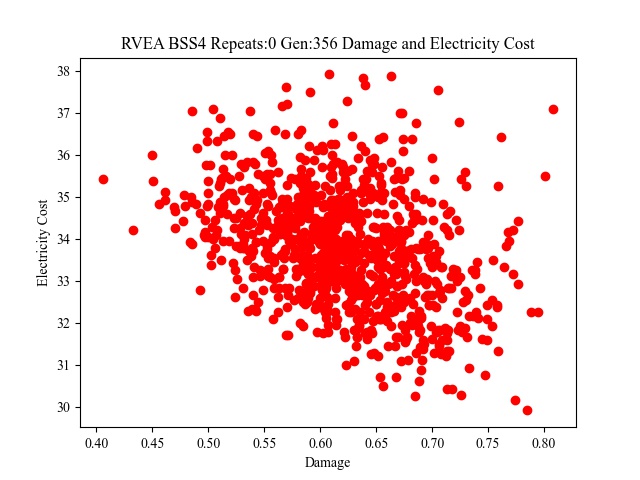 RVEA BSS4 Repeats:0 Gen:356 Damage and Electricity Cost
38
37
36
35
34
33
32
31
30
Electricity Cost
0.40 0.45 0.50 0.55 0.60 0.65 0.70 0.75 0.80
Damage